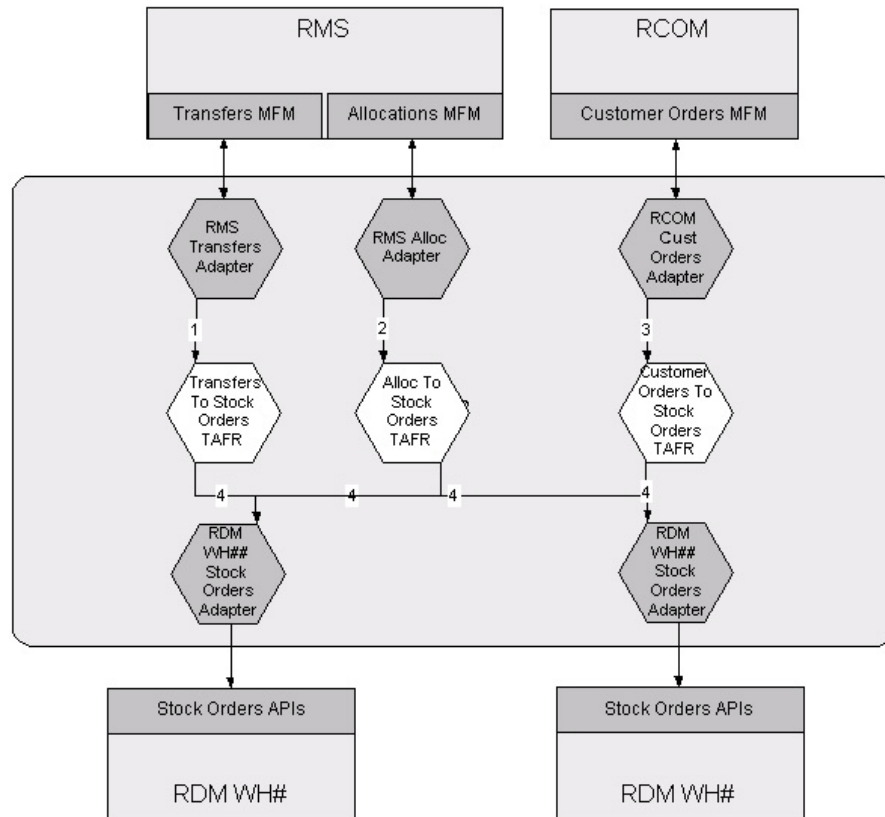 RMS
RCOM
Transfers MFM
Allocations MFM
Customer Orders MFM
RMS
Transfers
Adapter
RMS Alloc
Adapter
RCOM
Cust
Orders
Adapter
1
2
3
Transfers
To Stock
Orders
TAFR
Alloc To
Stock
Orders
TAFR
Customer
Orders To
Stock
Orders
TAFR
4
4
4
4
RDM
WH##
Stock
Orders
Adapter
RDM
WH##
Stock
Orders
Adapter
Stock Orders APIs
Stock Orders APIs
RDM WH#
RDM WH#